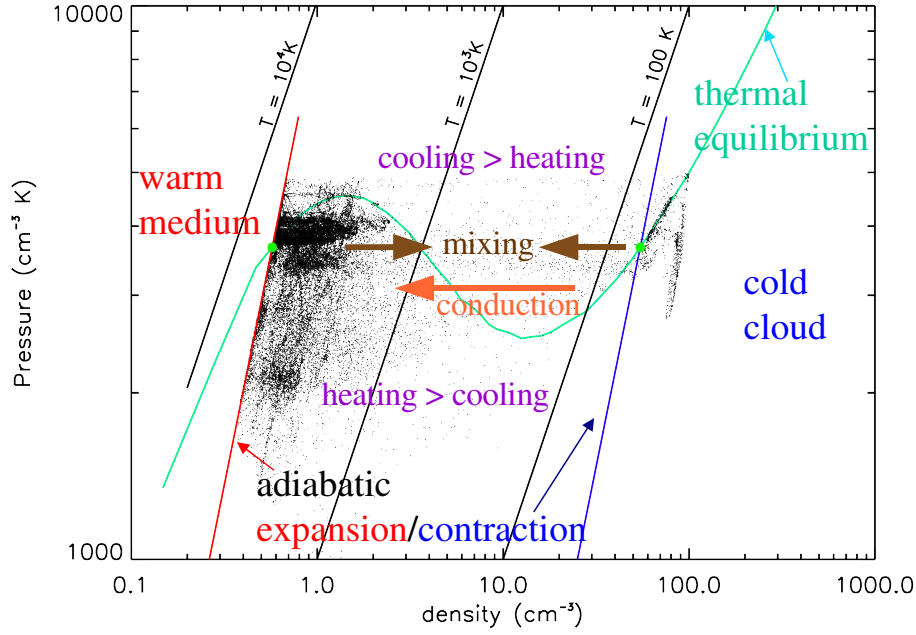 10000
T = 10⁴K
T = 10³K
T = 100 K
thermal
equilibrium
cooling > heating
warm
medium
mixing
conduction
cold
cloud
heating > cooling
adiabatic
expansion/contraction
Pressure (cm⁻³ K)
1000
0.1
1.0
10.0
100.0
1000.0
density (cm⁻³)